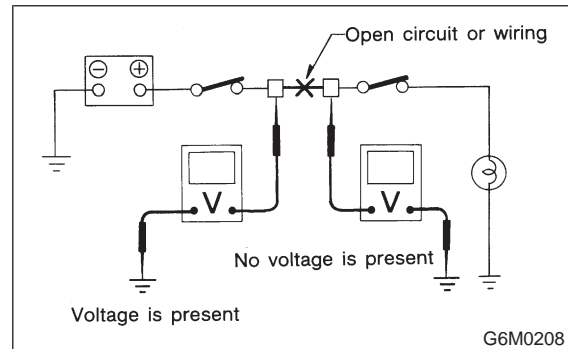 Open circuit or wiring
⊖ ⊕
V
V
No voltage is present
Voltage is present
G6M0208